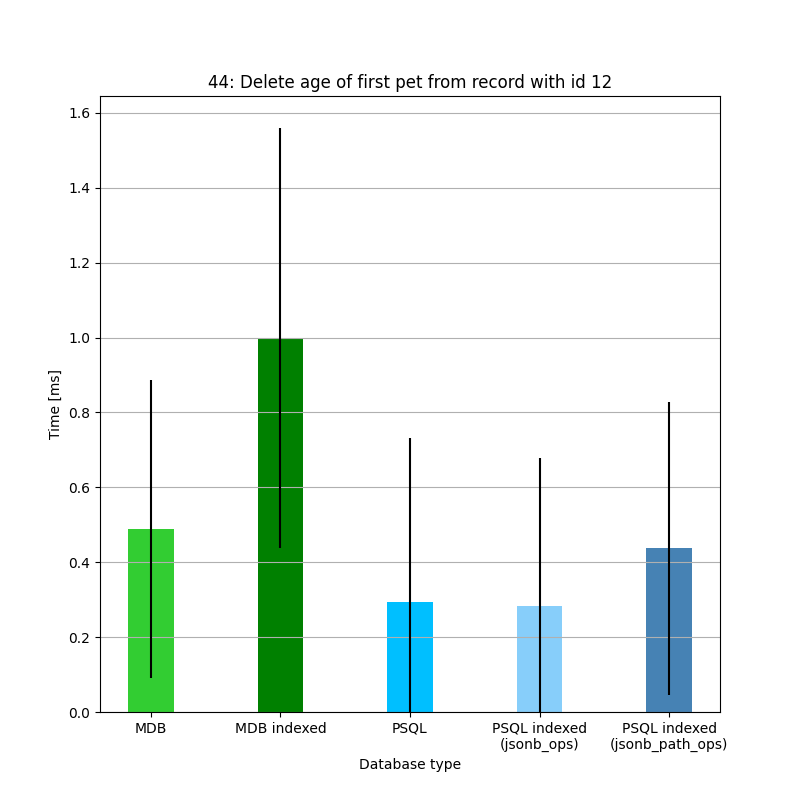 44: Delete age of first pet from record with id 12
1.6
1.4
1.2
1.0
0.8
0.6
0.4
0.2
0.0
Time [ms]
MDB
MDB indexed
PSQL
PSQL indexed
(jsonb_ops)
PSQL indexed
(jsonb_path_ops)
Database type